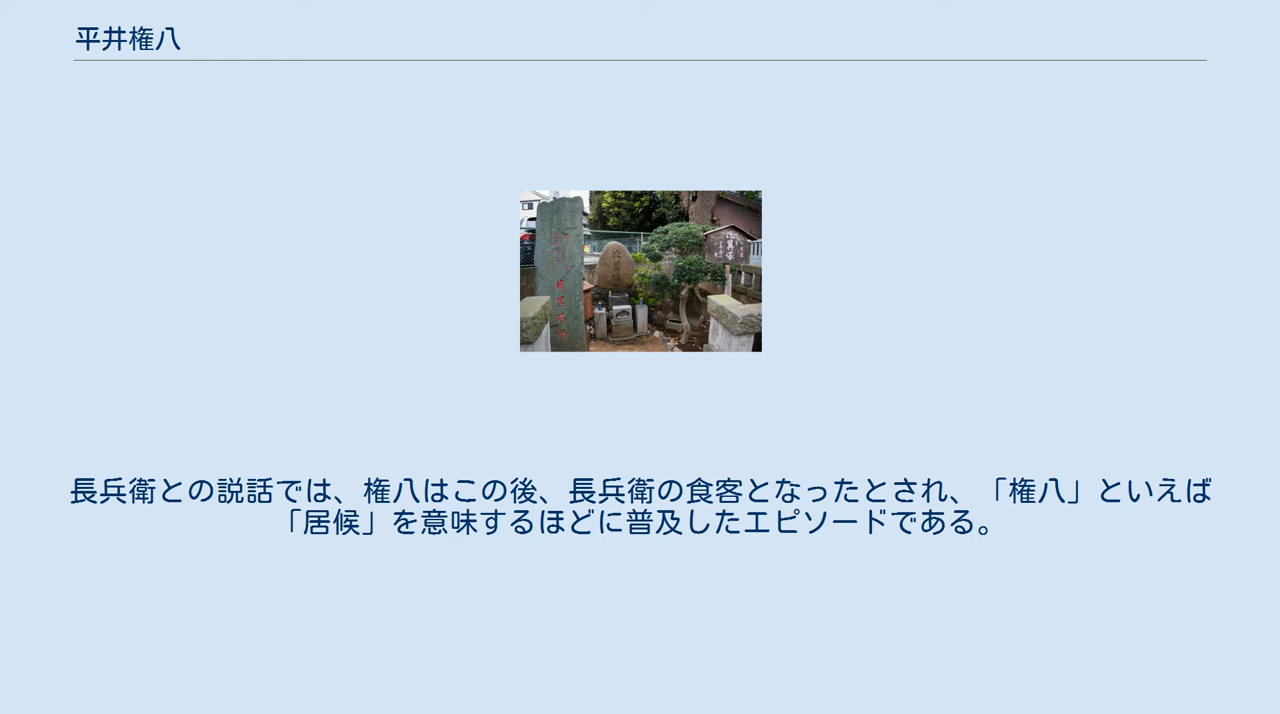 平井権八
長兵衛との説話では、権八はこの後、長兵衛の食客となったとされ、「権八」といえば
「居候」を意味するほどに普及したエピソードである。